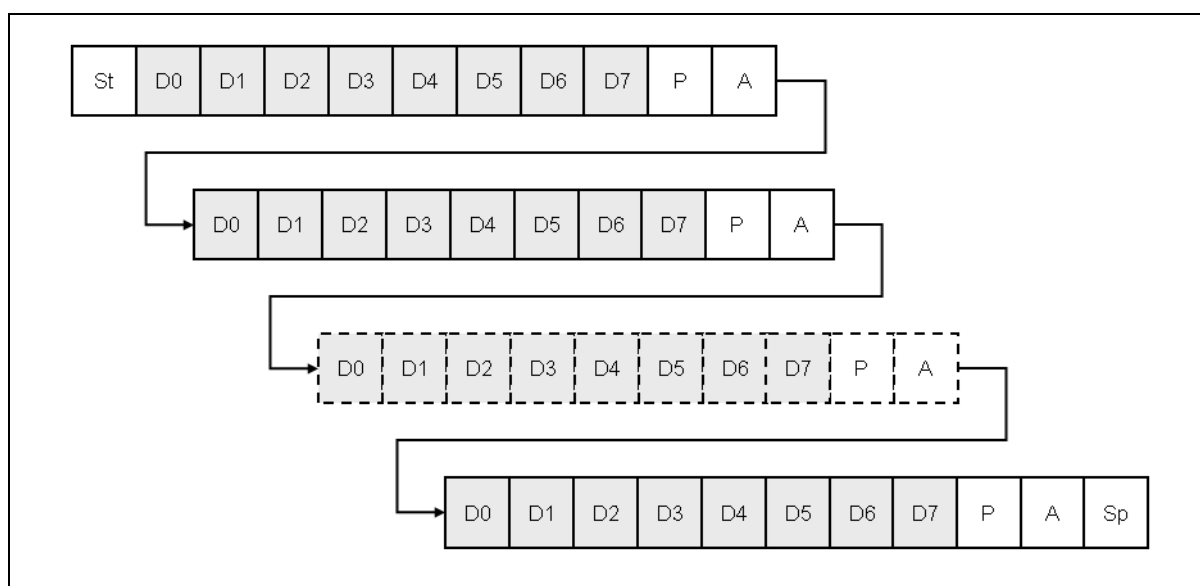 St D0 D1 D2 D3 D4 D5 D6 D7 P A
D0 D1 D2 D3 D4 D5 D6 D7 P A
D0 D1 D2 D3 D4 D5 D6 D7 P A
D0 D1 D2 D3 D4 D5 D6 D7 P A Sp